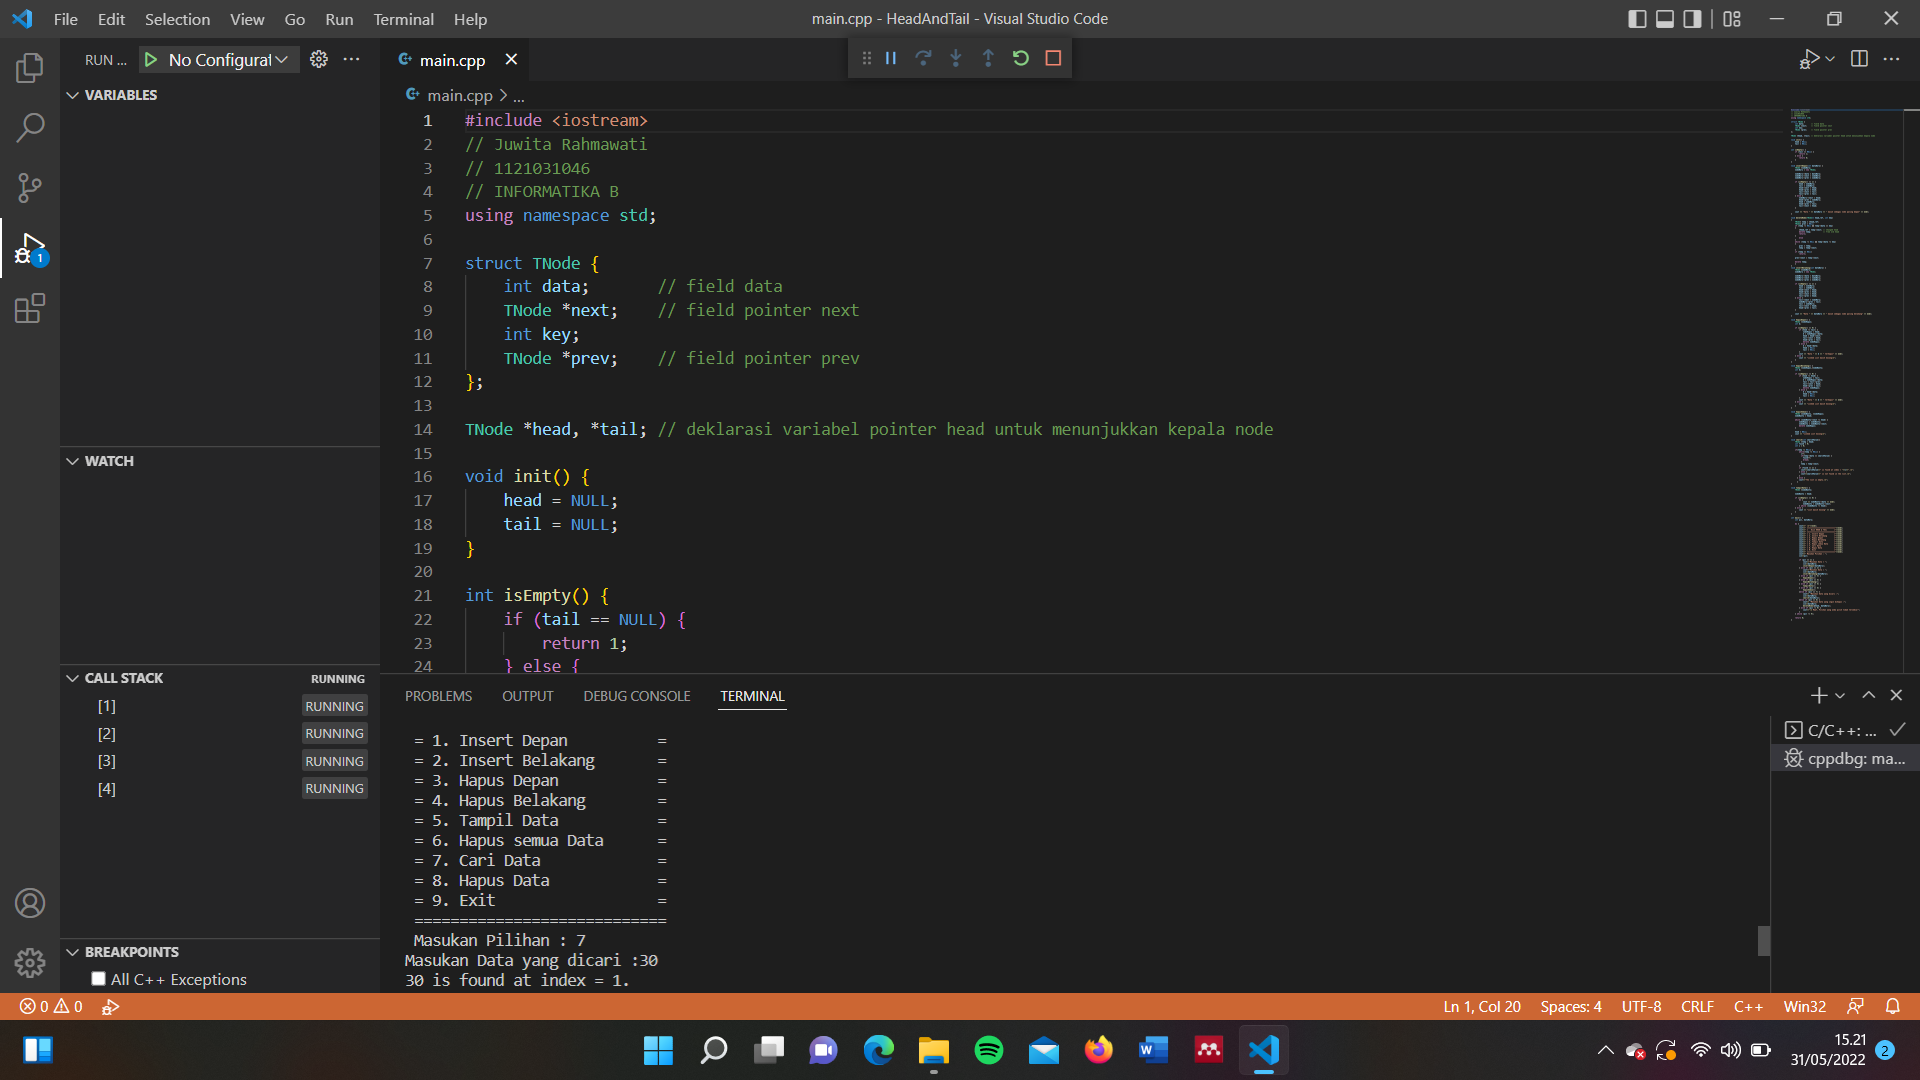 File Edit Selection View Go Run Terminal Help
main.cpp - HeadAndTail - Visual Studio Code
RUN ...
No Configurat
main.cpp
main.cpp > ...
VARIABLES
WATCH
CALL STACK
RUNNING
[1] RUNNING
[2] RUNNING
[3] RUNNING
[4] RUNNING
BREAKPOINTS
All C++ Exceptions
1
1 #include <iostream>
2 // Juwita Rahmawati
3 // 1121031046
4 // INFORMATIKA B
5 using namespace std;
6
7 struct TNode {
8 int data; // field data
9 TNode *next; // field pointer next
10 int key;
11 TNode *prev; // field pointer prev
12 };
13
14 TNode *head, *tail; // deklarasi variabel pointer head untuk menunjukkan kepala node
15
16 void init() {
17 head = NULL;
18 tail = NULL;
19 }
20
21 int isEmpty() {
22 if (tail == NULL) {
23 return 1;
24 } else {
PROBLEMS OUTPUT DEBUG CONSOLE TERMINAL
= 1. Insert Depan =
= 2. Insert Belakang =
= 3. Hapus Depan =
= 4. Hapus Belakang =
= 5. Tampil Data =
= 6. Hapus semua Data =
= 7. Cari Data =
= 8. Hapus Data =
= 9. Exit =
============================
Masukan Pilihan : 7
Masukan Data yang dicari :30
30 is found at index = 1.
C/C++: ...
cppdbg: ma...
0 0
Ln 1, Col 20 Spaces: 4 UTF-8 CRLF C++ Win32
15.21
31/05/2022
2